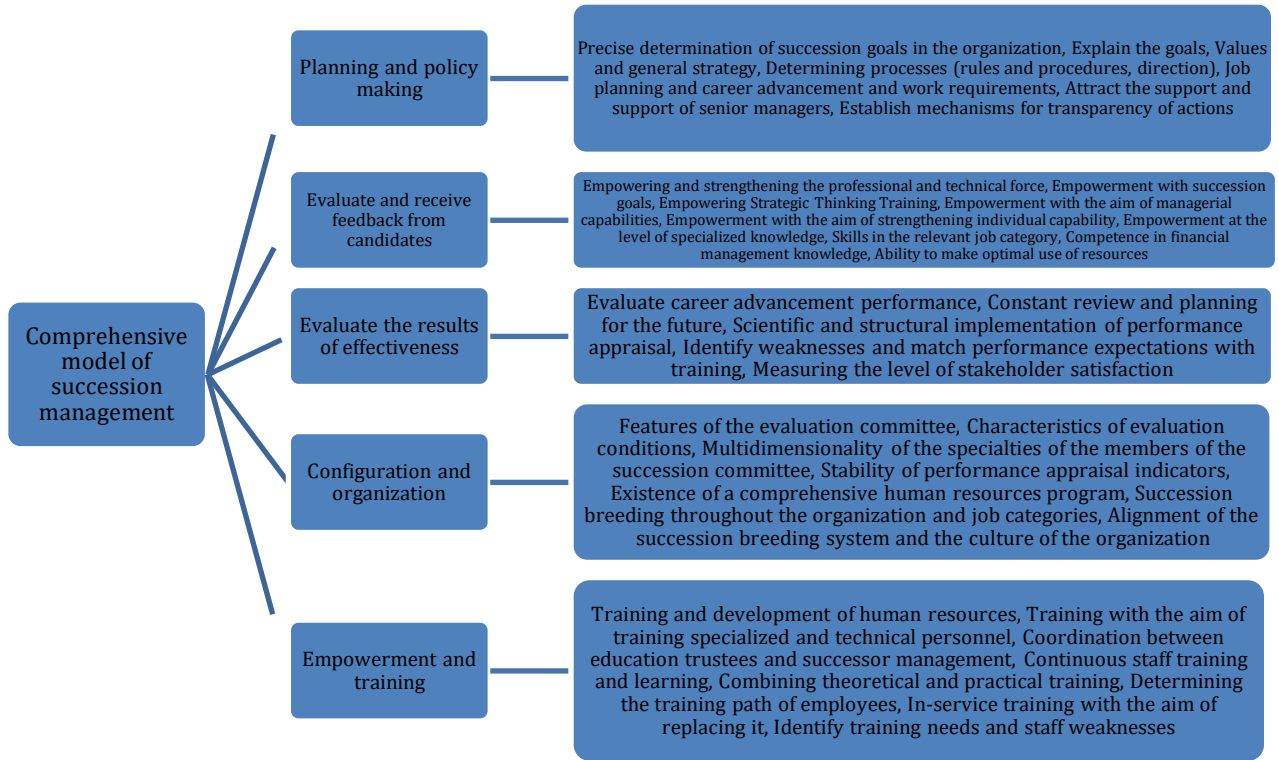 Comprehensive
model of
succession
management
Planning and policy
making
Precise determination of succession goals in the organization, Explain the goals, Values
and general strategy, Determining processes (rules and procedures, direction), Job
planning and career advancement and work requirements, Attract the support and
support of senior managers, Establish mechanisms for transparency of actions
Evaluate and receive
feedback from
candidates
Empowering and strengthening the professional and technical force, Empowerment with succession
goals, Empowering Strategic Thinking Training, Empowerment with the aim of managerial
capabilities, Empowerment with the aim of strengthening individual capability, Empowerment at the
level of specialized knowledge, Skills in the relevant job category, Competence in financial
management knowledge, Ability to make optimal use of resources
Evaluate the results
of effectiveness
Evaluate career advancement performance, Constant review and planning
for the future, Scientific and structural implementation of performance
appraisal, Identify weaknesses and match performance expectations with
training, Measuring the level of stakeholder satisfaction
Configuration and
organization
Features of the evaluation committee, Characteristics of evaluation
conditions, Multidimensionality of the specialties of the members of the
succession committee, Stability of performance appraisal indicators,
Existence of a comprehensive human resources program, Succession
breeding throughout the organization and job categories, Alignment of the
succession breeding system and the culture of the organization
Empowerment and
training
Training and development of human resources, Training with the aim of
training specialized and technical personnel, Coordination between
education trustees and successor management, Continuous staff training
and learning, Combining theoretical and practical training, Determining
the training path of employees, In-service training with the aim of
replacing it, Identify training needs and staff weaknesses